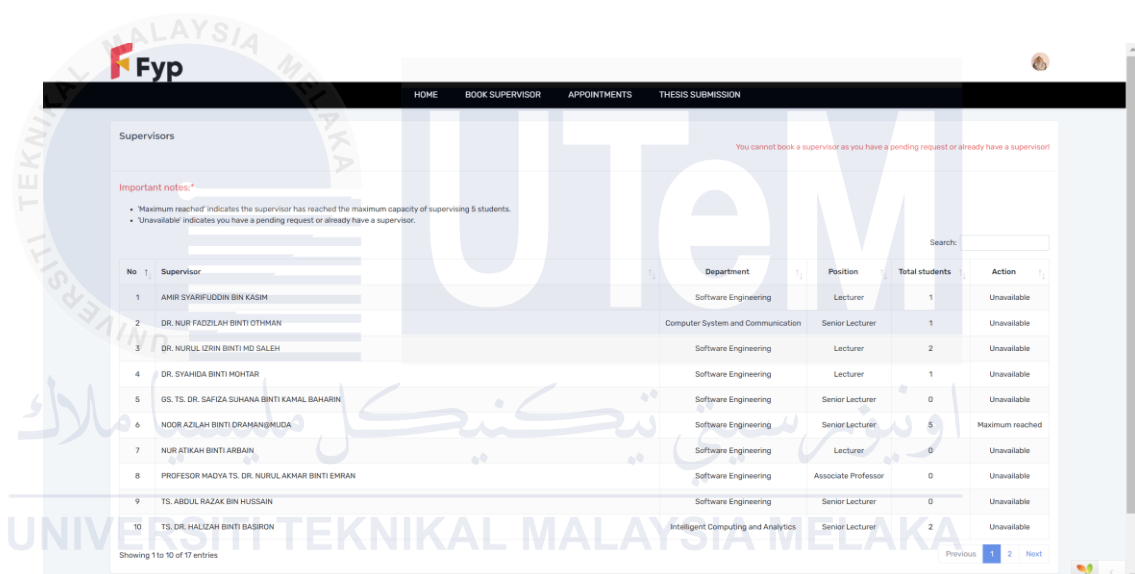 Fyp
HOME BOOK SUPERVISOR APPOINTMENTS THESIS SUBMISSION
Supervisors
You cannot book a supervisor as you have a pending request or already have a supervisor!
Important notes:*
• 'Maximum reached' indicates the supervisor has reached the maximum capacity of supervising 5 students.
• 'Unavailable' indicates you have a pending request or already have a supervisor.
Search:
No Supervisor Department Position Total students Action
1 AMIR SYARIFUDDIN BIN KASIM Software Engineering Lecturer 1 Unavailable
2 DR. NUR FADZILAH BINTI OTHMAN Computer System and Communication Senior Lecturer 1 Unavailable
3 DR. NURUL IZRIN BINTI MD SALEH Software Engineering Lecturer 2 Unavailable
4 DR. SYAHIDA BINTI MOHTAR Software Engineering Lecturer 1 Unavailable
5 GS. TS. DR. SAFIZA SUHANA BINTI KAMAL BAHARIN Software Engineering Senior Lecturer 0 Unavailable
6 NOOR AZILAH BINTI DRAMAN@MUDA Software Engineering Senior Lecturer 5 Maximum reached
7 NUR ATIKAH BINTI ARBAIN Software Engineering Lecturer 0 Unavailable
8 PROFESOR MADYA TS. DR. NURUL AKMAR BINTI EMRAN Software Engineering Associate Professor 0 Unavailable
9 TS. ABDUL RAZAK BIN HUSSAIN Software Engineering Senior Lecturer 0 Unavailable
10 TS. DR. HALIZAH BINTI BASIRON Intelligent Computing and Analytics Senior Lecturer 2 Unavailable
Showing 1 to 10 of 17 entries
Previous 1 2 Next
UNIVERSITI TEKNIKAL MALAYSIA MELAKA
UTeM
اونيورسيتي تيكنيكل مليسيا ملاك
UNIVERSITI TEKNIKAL MALAYSIA MELAKA